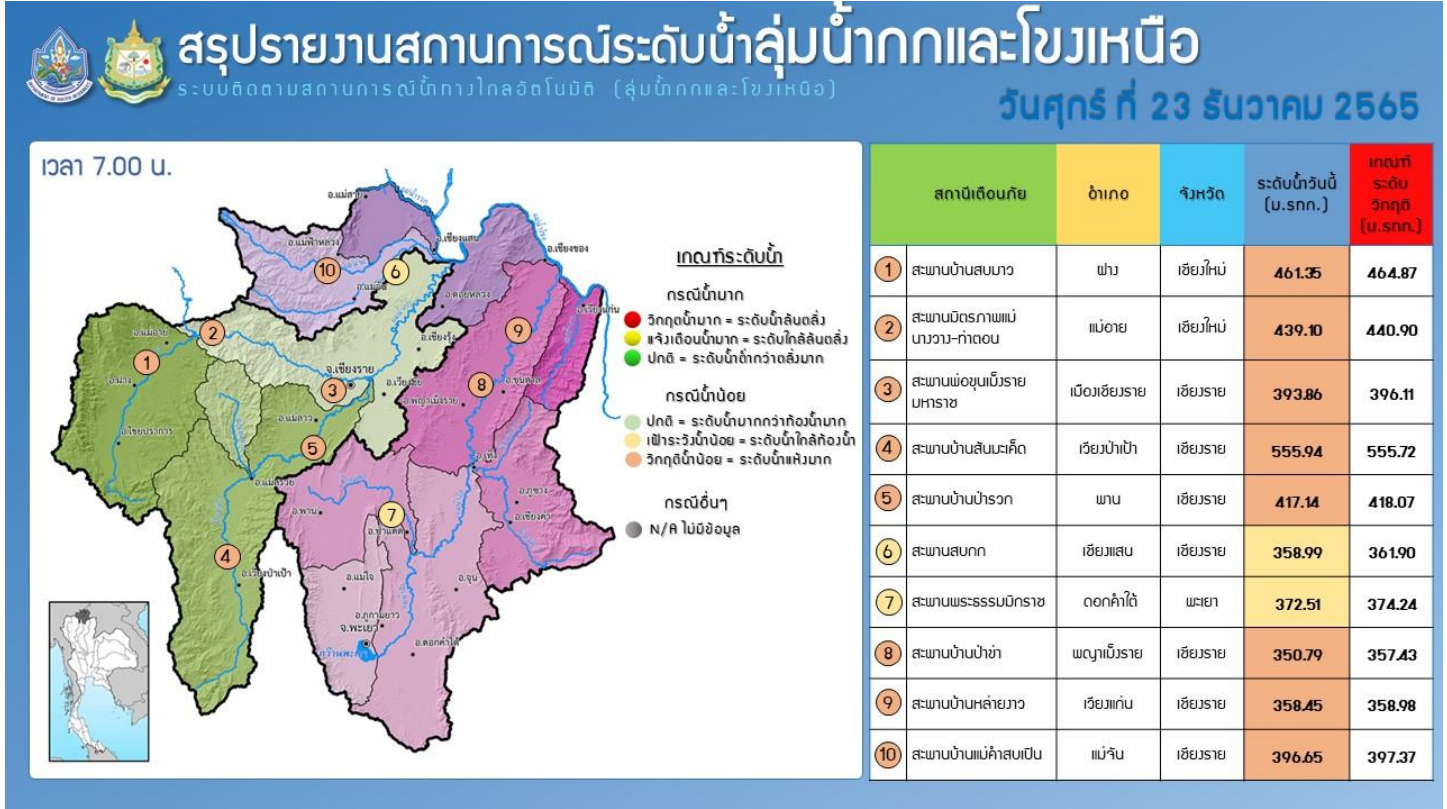 สรุปรายงานสถานการณ์ระดับน้ำลุ่มน้ำกกและโขงเหนือ
ระบบติดตามสถานการณ์น้ำทางไกลอัตโนมัติ (ลุ่มน้ำกกและโขงเหนือ)
วันศุกร์ ที่ 23 ธันวาคม 2565
เวลา 7.00 น.
อ.แม่สาย
อ.แม่ฟ้าหลวง
อ.เชียงแสน
อ.เชียงของ
10
6
อ.ดอยหลวง
อ.เวียงแก่น
อ.แม่อาย
2
9
อ.เชียงรุ้ง
1
จ.เชียงราย
อ.ฝาง
3
8
อ.ขุนตาล
อ.พญาเม็งราย
อ.แม่ลาว
อ.ไชยปราการ
5
อ.เทิง
อ.แม่สรวย
อ.ภูซาง
อ.พาน
7
อ.ป่าแดด
อ.เชียงคำ
4
อ.เวียงป่าเป้า
อ.แม่ใจ
อ.จุน
อ.ภูกามยาว
จ.พะเยา
อ.ดอกคำใต้
กว๊านพะเยา
เกณฑ์ระดับน้ำ
กรณีน้ำมาก
วิกฤตน้ำมาก = ระดับน้ำล้นตลิ่ง
แจ้งเตือนน้ำมาก = ระดับใกล้ล้นตลิ่ง
ปกติ = ระดับน้ำต่ำกว่าตลิ่งมาก
กรณีน้ำน้อย
ปกติ = ระดับน้ำมากกว่าท้องน้ำมาก
เฝ้าระวังน้ำน้อย = ระดับน้ำใกล้ท้องน้ำ
วิกฤติน้ำน้อย = ระดับน้ำแห้งมาก
กรณีอื่นๆ
N/A ไม่มีข้อมูล
สถานีเตือนภัย อำเภอ จังหวัด ระดับน้ำวันนี้ (ม.รทก.) เกณฑ์ระดับวิกฤติ (ม.รทก.)
1 สะพานบ้านสบมาว ฝาง เชียงใหม่ 461.35 464.87
2 สะพานมิตรภาพแม่นางวาง-ท่าตอน แม่อาย เชียงใหม่ 439.10 440.90
3 สะพานพ่อขุนเม็งรายมหาราช เมืองเชียงราย เชียงราย 393.86 396.11
4 สะพานบ้านสันมะเค็ด เวียงป่าเป้า เชียงราย 555.94 555.72
5 สะพานบ้านป่ารวก พาน เชียงราย 417.14 418.07
6 สะพานสบกก เชียงแสน เชียงราย 358.99 361.90
7 สะพานพระธรรมมิกราช ดอกคำใต้ พะเยา 372.51 374.24
8 สะพานบ้านป่าข่า พญาเม็งราย เชียงราย 350.79 357.43
9 สะพานบ้านหล่ายงาว เวียงแก่น เชียงราย 358.45 358.98
10 สะพานบ้านแม่คำสบเปิน แม่จัน เชียงราย 396.65 397.37